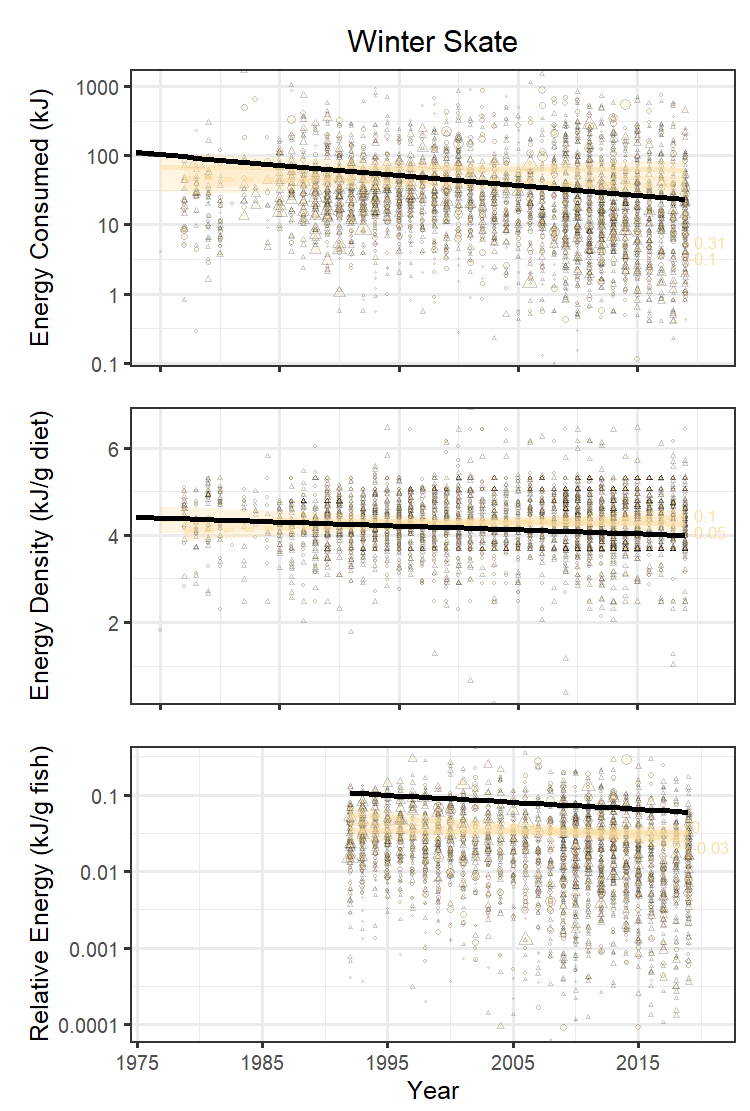 Winter Skate
Energy Consumed (kJ)
1000
100
10
1
0.1
0.31
-0.1
Energy Density (kJ/g diet)
6
4
2
0.1
-0.05
Relative Energy (kJ/g fish)
0.1
0.01
0.001
0.0001
0.03
1975 1985 1995 2005 2015
Year